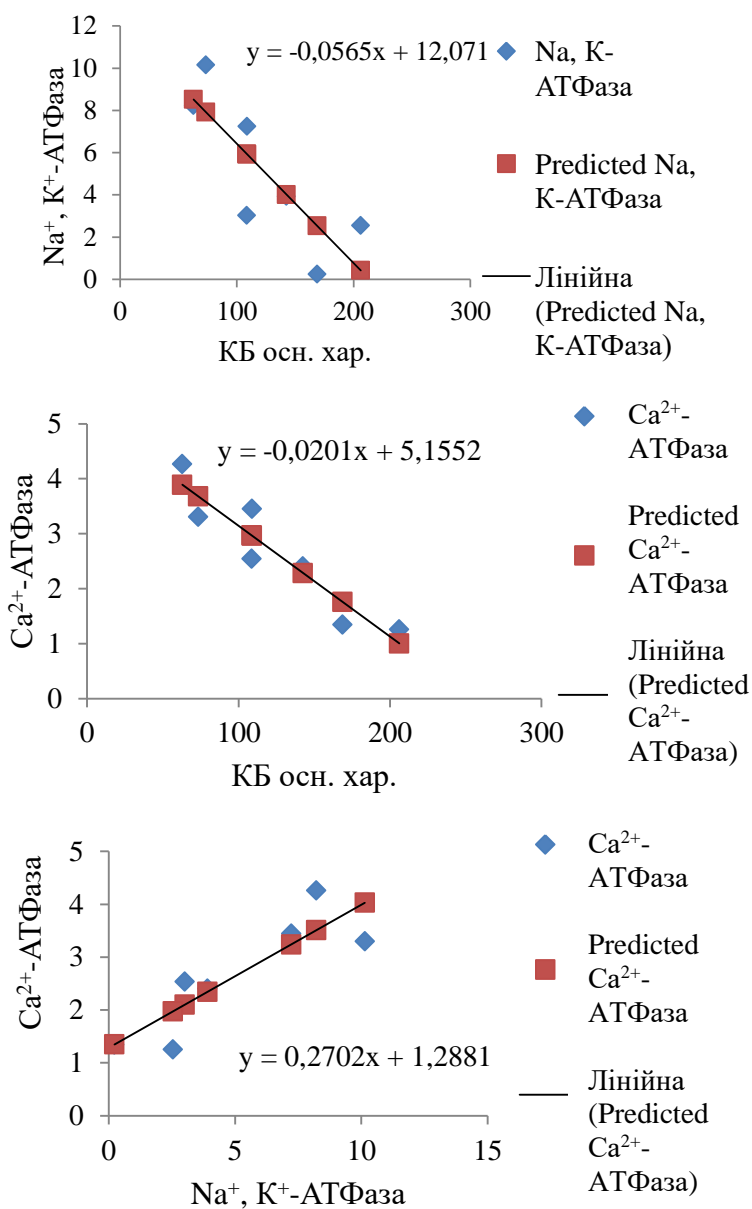 12
10
8
6
4
2
0
0 100 200 300
Na⁺, К⁺-АТФаза
КБ осн. хар.
y = -0,0565x + 12,071
Na, К-
АТФаза
Predicted Na,
К-АТФаза
Лінійна
(Predicted Na,
К-АТФаза)
5
4
3
2
1
0
0 100 200 300
Ca²⁺-АТФаза
КБ осн. хар.
y = -0,0201x + 5,1552
Ca²⁺-
АТФаза
Predicted
Ca²⁺-
АТФаза
Лінійна
(Predicted
Ca²⁺-
АТФаза)
5
4
3
2
1
0
0 5 10 15
Ca²⁺-АТФаза
Na⁺, К⁺-АТФаза
y = 0,2702x + 1,2881
Ca²⁺-
АТФаза
Predicted
Ca²⁺-
АТФаза
Лінійна
(Predicted
Ca²⁺-
АТФаза)